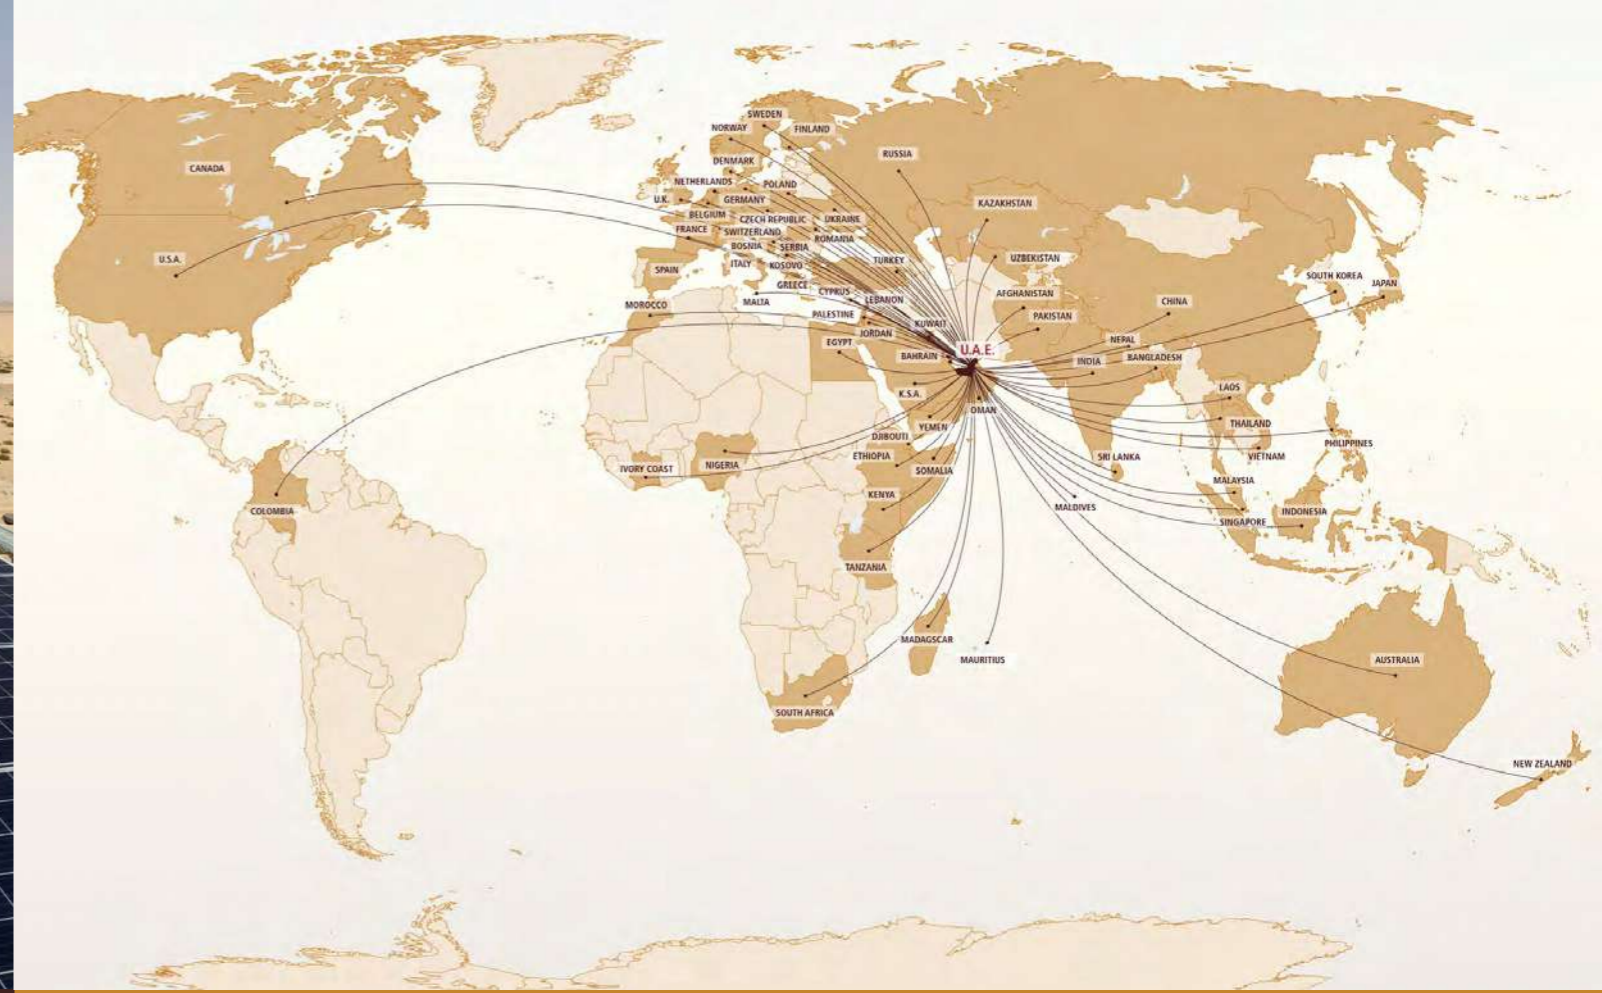 SWEDEN
NORWAY
FINLAND
RUSSIA
DENMARK
CANADA
NETHERLANDS
POLAND
U.K.
GERMANY
KAZAKHSTAN
BELGIUM
CZECH REPUBLIC
UKRAINE
FRANCE
SWITZERLAND
ROMANIA
BOSNIA
SERBIA
U.S.A.
TURKEY
UZBEKISTAN
ITALY
KOSOVO
SPAIN
SOUTH KOREA
JAPAN
GREECE
CYPRUS
AFGHANISTAN
MALTA
LEBANON
CHINA
MOROCCO
PALESTINE
PAKISTAN
KUWAIT
JORDAN
EGYPT
NEPAL
U.A.E.
BAHRAIN
INDIA
BANGLADESH
LAOS
K.S.A.
OMAN
YEMEN
THAILAND
DJIBOUTI
PHILIPPINES
ETHIOPIA
SRI LANKA
VIETNAM
IVORY COAST
NIGERIA
SOMALIA
MALAYSIA
KENYA
MALDIVES
COLOMBIA
INDONESIA
SINGAPORE
TANZANIA
MADAGSCAR
MAURITIUS
AUSTRALIA
SOUTH AFRICA
NEW ZEALAND